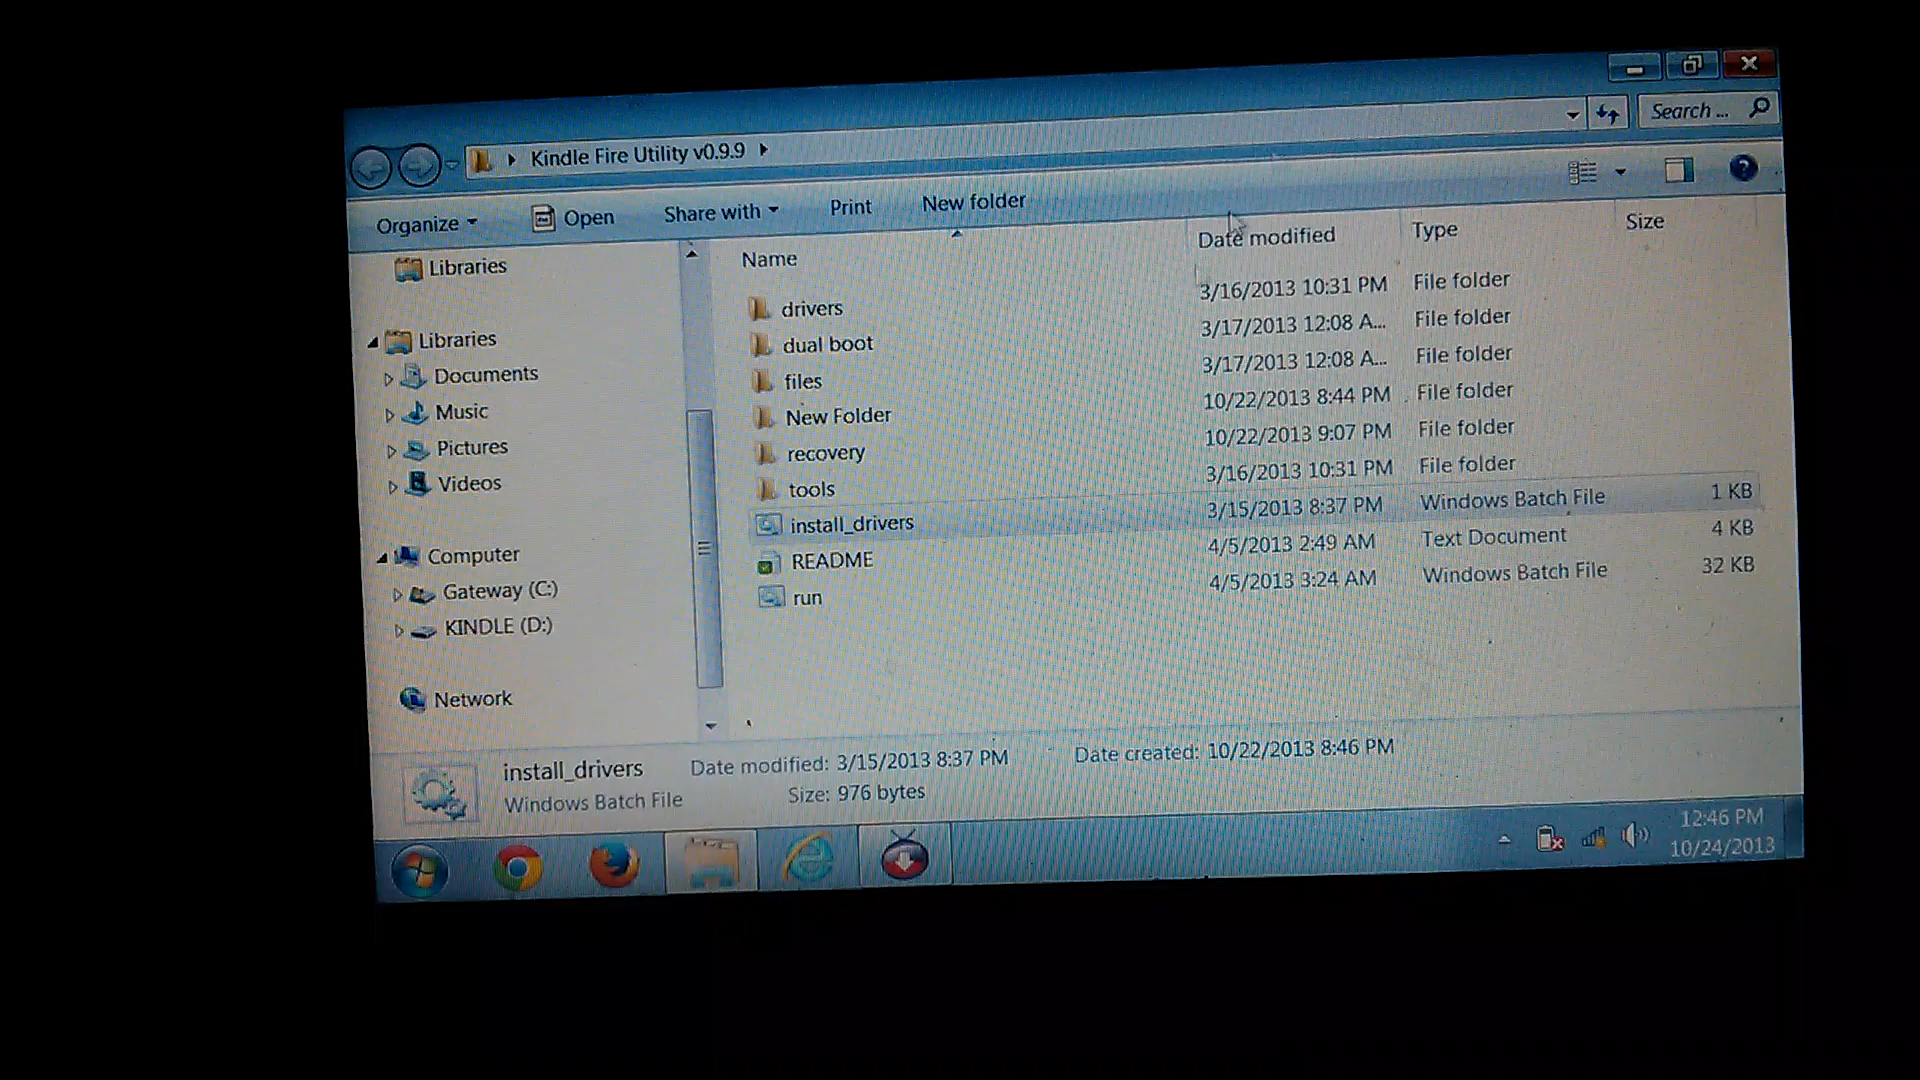 Search ...
Kindle Fire Utility v0.9.9
Organize Open Share with Print New folder
Name Date modified Type Size
Libraries
drivers 3/16/2013 10:31 PM File folder
Libraries
dual boot 3/17/2013 12:08 A... File folder
Documents
files 3/17/2013 12:08 A... File folder
Music
New Folder 10/22/2013 8:44 PM File folder
Pictures
recovery 10/22/2013 9:07 PM File folder
Videos
tools 3/16/2013 10:31 PM File folder
install_drivers 3/15/2013 8:37 PM Windows Batch File 1 KB
Computer
README 4/5/2013 2:49 AM Text Document 4 KB
Gateway (C:)
run 4/5/2013 3:24 AM Windows Batch File 32 KB
KINDLE (D:)
Network
install_drivers Date modified: 3/15/2013 8:37 PM Date created: 10/22/2013 8:46 PM
Windows Batch File Size: 976 bytes
12:46 PM
10/24/2013